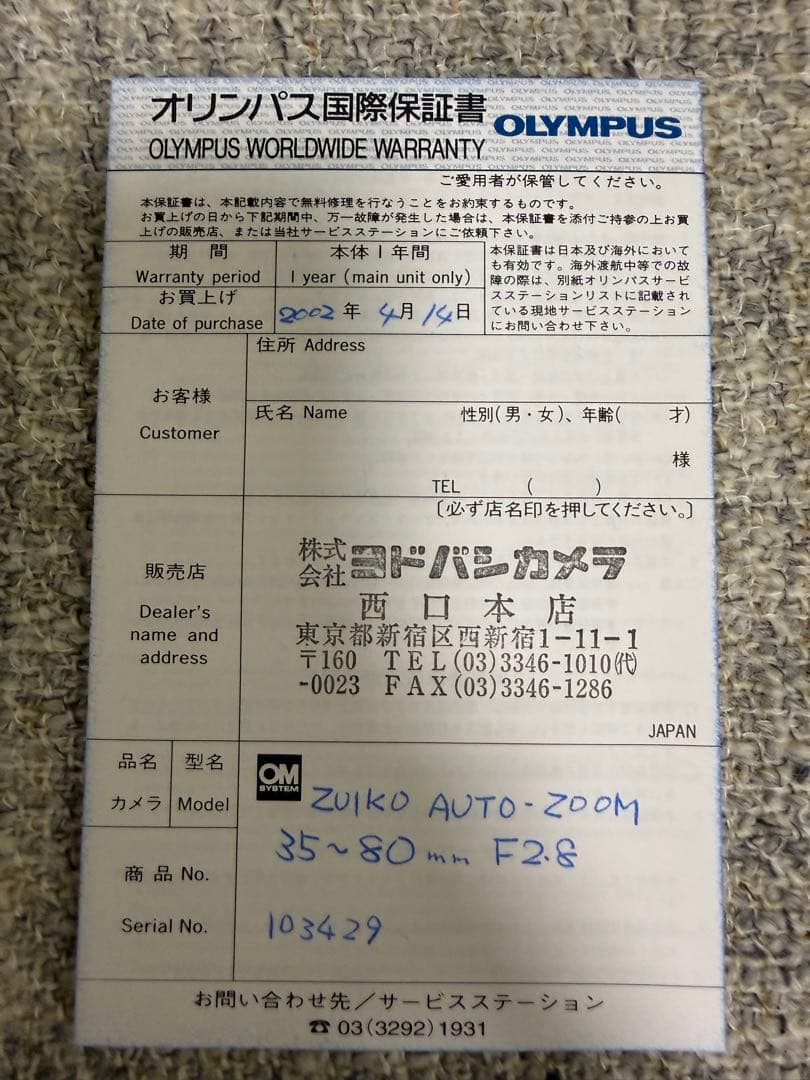 オリンパス国際保証書
OLYMPUS
OLYMPUS WORLDWIDE WARRANTY
ご愛用者が保管してください。
本保証書は、本記載内容で無料修理を行なうことをお約束するものです。
お買上げの日から下記期間中、万一故障が発生した場合は、本保証書を添付ご持参の上お買
上げの販売店、または当社サービスステーションにご依頼下さい。
期間
Warranty period
本体1年間
1 year (main unit only)
本保証書は日本及び海外において
も有効です。海外渡航中等での故
障の際は、別紙オリンパスサービ
スステーションリストに記載され
ている現地サービスステーション
にお問い合わせ下さい。
お買上げ
Date of purchase
2002年 4月 14日
お客様
Customer
住所 Address
氏名 Name 性別(男・女)、年齢( 才)
様
TEL ( )
〔必ず店名印を押してください。〕
販売店
Dealer's
name and
address
株式
会社 ヨドバシカメラ
西口本店
東京都新宿区西新宿1-11-1
〒160 TEL(03)3346-1010(代)
-0023 FAX(03)3346-1286
JAPAN
品名
カメラ
型名
Model
OM
SYSTEM
ZUIKO AUTO-ZOOM
35~80mm F2.8
商品 No.
Serial No.
103429
お問い合わせ先/サービスステーション
☎ 03(3292)1931